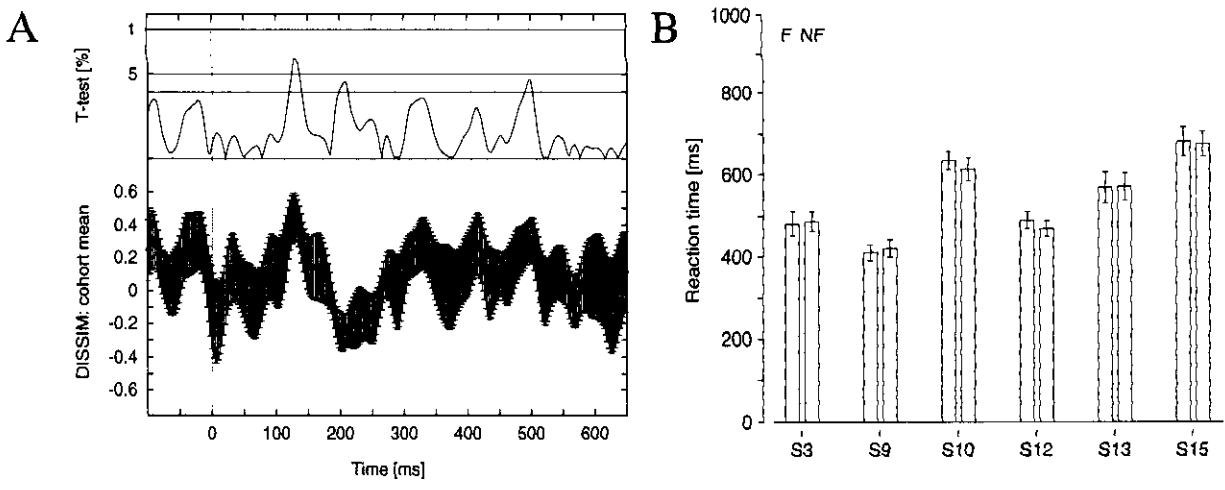 A
T-test [%]
1
5
DISSIM: cohort mean
0.6
0.4
0.2
0
-0.2
-0.4
-0.6
0 100 200 300 400 500 600
Time [ms]
B
F NF
Reaction time [ms]
1000
800
600
400
200
0
S3 S9 S10 S12 S13 S15